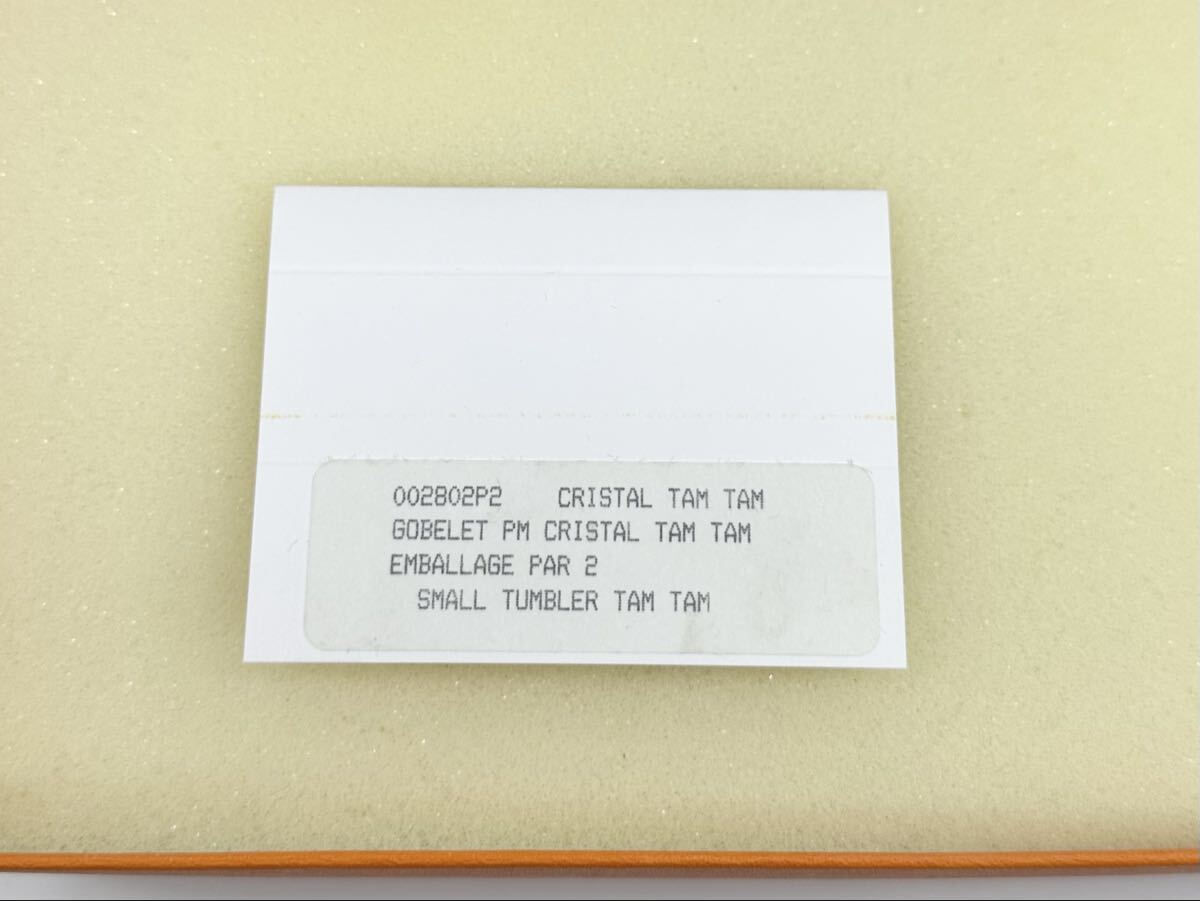 002802P2 CRISTAL TAM TAM
GOBELET PM CRISTAL TAM TAM
EMBALLAGE PAR 2
SMALL TUMBLER TAM TAM